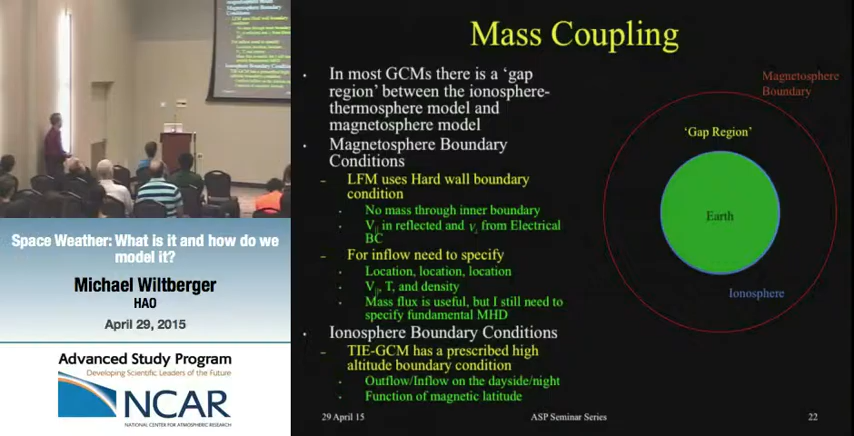 Mass Coupling
In most GCMs there is a ‘gap
region’ between the ionosphere-
thermosphere model and
magnetosphere model
Magnetosphere Boundary
Conditions
– LFM uses Hard wall boundary
condition
No mass through inner boundary
V|| in reflected and V⊥ from Electrical
BC
– For inflow need to specify
Location, location, location
V||, T, and density
Mass flux is useful, but I still need to
specify fundamental MHD
Ionosphere Boundary Conditions
– TIE-GCM has a prescribed high
altitude boundary condition
Outflow/Inflow on the dayside/night
Function of magnetic latitude
Magnetosphere
Boundary
‘Gap Region’
Earth
Ionosphere
29 April 15
ASP Seminar Series
22
Space Weather: What is it and how do we
model it?
Michael Wiltberger
HAO
April 29, 2015
Advanced Study Program
Developing Scientific Leaders of the Future
NCAR
NATIONAL CENTER FOR ATMOSPHERIC RESEARCH